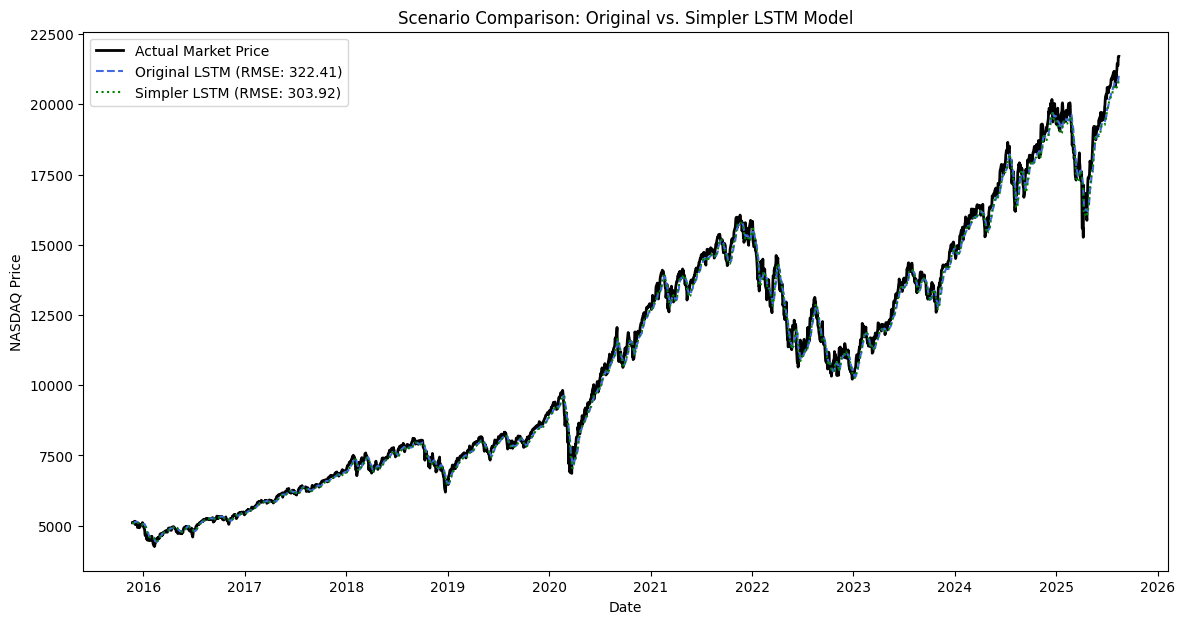 Scenario Comparison: Original vs. Simpler LSTM Model
Actual Market Price
Original LSTM (RMSE: 322.41)
Simpler LSTM (RMSE: 303.92)
NASDAQ Price
22500
20000
17500
15000
12500
10000
7500
5000
2016 2017 2018 2019 2020 2021 2022 2023 2024 2025 2026
Date